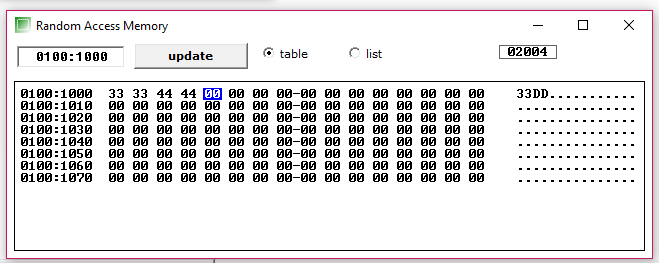 Random Access Memory
0100:1000 update table list 02004
0100:1000 33 33 44 44 00 00 00 00-00 00 00 00 00 00 00 00 33DD............
0100:1010 00 00 00 00 00 00 00 00-00 00 00 00 00 00 00 00 ................
0100:1020 00 00 00 00 00 00 00 00-00 00 00 00 00 00 00 00 ................
0100:1030 00 00 00 00 00 00 00 00-00 00 00 00 00 00 00 00 ................
0100:1040 00 00 00 00 00 00 00 00-00 00 00 00 00 00 00 00 ................
0100:1050 00 00 00 00 00 00 00 00-00 00 00 00 00 00 00 00 ................
0100:1060 00 00 00 00 00 00 00 00-00 00 00 00 00 00 00 00 ................
0100:1070 00 00 00 00 00 00 00 00-00 00 00 00 00 00 00 00 ................